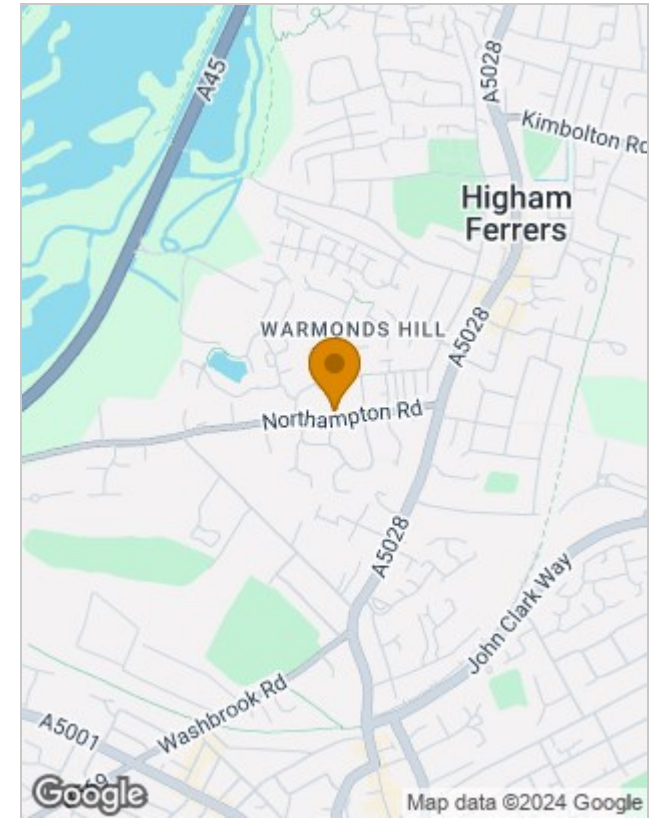 A45
A5028
Kimbolton Rd
Higham
Ferrers
WARMONDS HILL
A5028
Northampton Rd
A5028
John Clark Way
Washbrook Rd
A5001
Google
Map data ©2024 Google